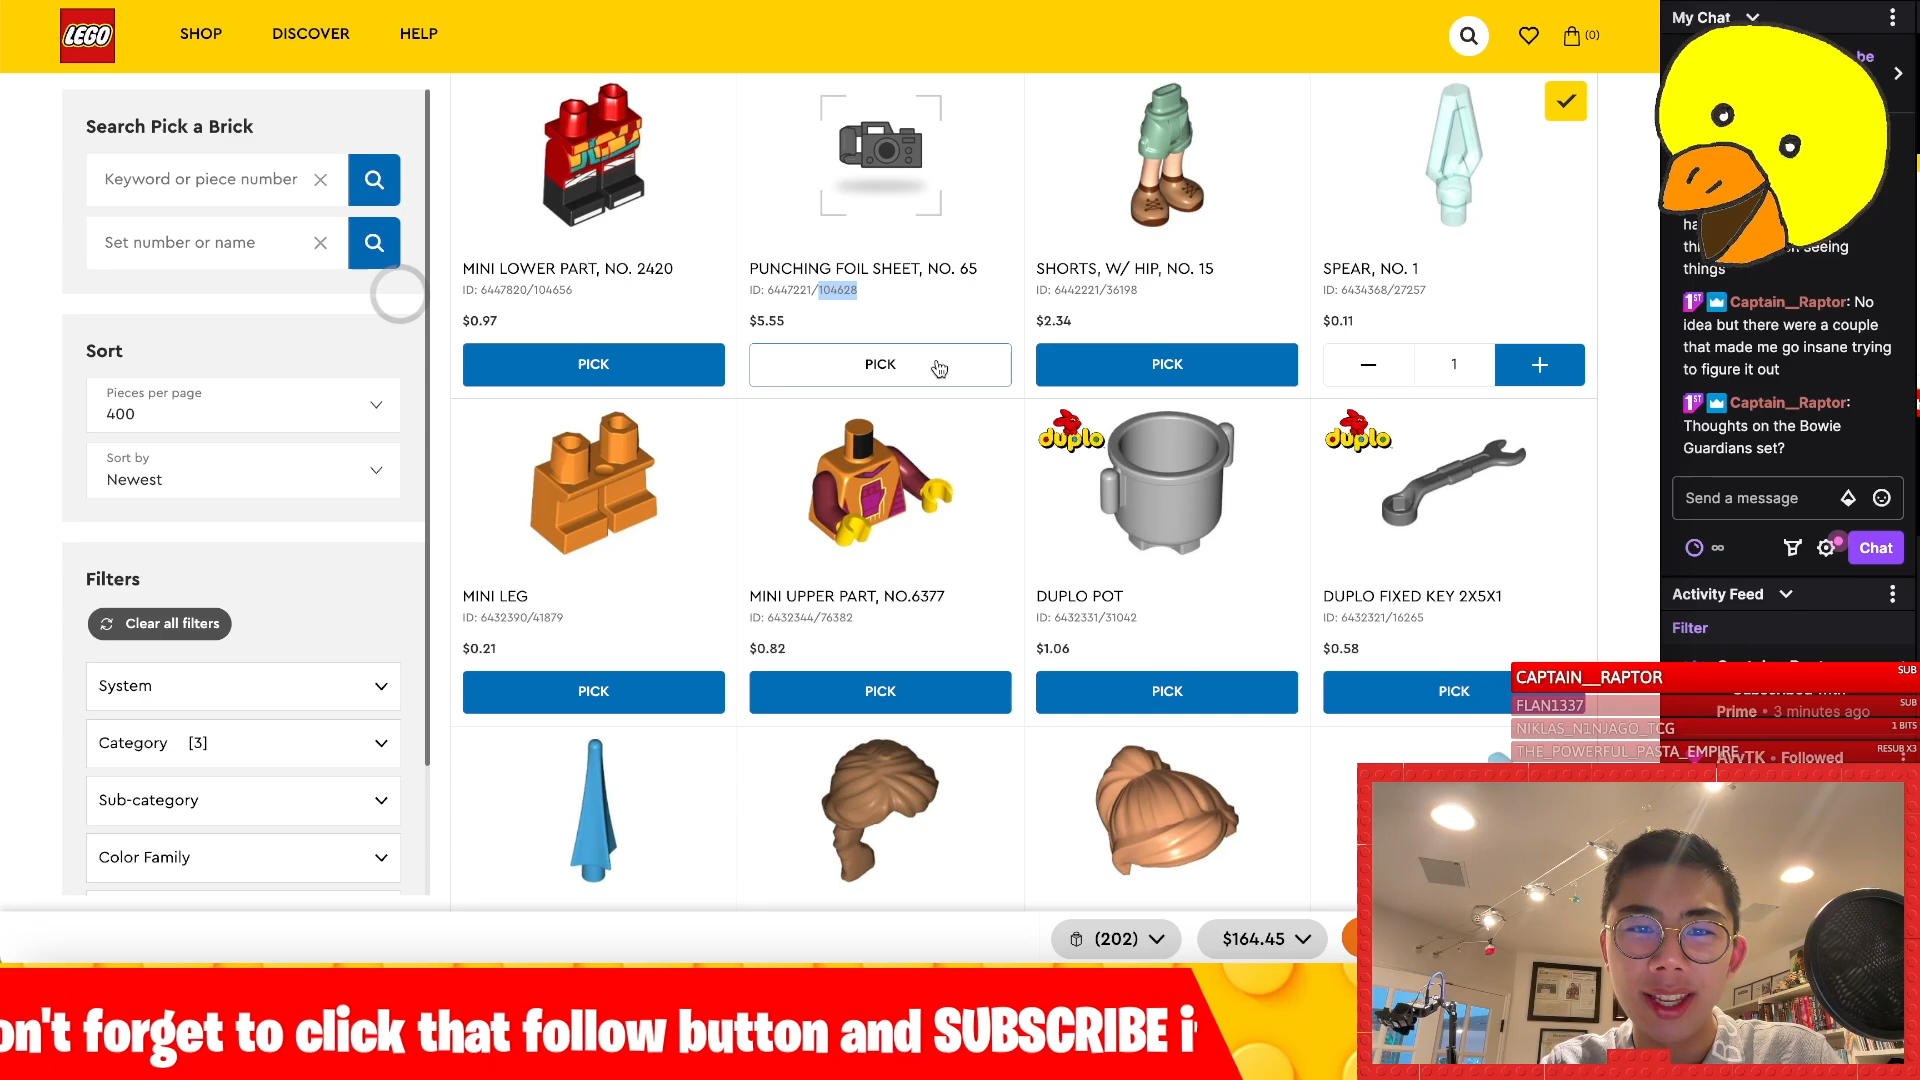 LEGO
SHOP
DISCOVER
HELP
(0)
Search Pick a Brick
Keyword or piece number
Set number or name
Sort
Pieces per page
400
Sort by
Newest
Filters
Clear all filters
System
Category [3]
Sub-category
Color Family
MINI LOWER PART, NO. 2420
ID: 6447820/104656
$0.97
PICK
PUNCHING FOIL SHEET, NO. 65
ID: 6447221/104628
$5.55
PICK
SHORTS, W/ HIP, NO. 15
ID: 6442221/36198
$2.34
PICK
SPEAR, NO. 1
ID: 6434368/27257
$0.11
1
MINI LEG
ID: 6432390/41879
$0.21
PICK
MINI UPPER PART, NO.6377
ID: 6432344/76382
$0.82
PICK
duplo
DUPLO POT
ID: 6432331/31042
$1.06
PICK
duplo
DUPLO FIXED KEY 2X5X1
ID: 6432321/16265
$0.58
PICK
(202)
$164.45
on't forget to click that follow button and SUBSCRIBE i
My Chat
be
seeing
things
1ST Captain__Raptor: No
idea but there were a couple
that made me go insane trying
to figure it out
1ST Captain__Raptor:
Thoughts on the Bowie
Guardians set?
Send a message
Chat
Activity Feed
Filter
CAPTAIN__RAPTOR SUB
FLAN1337 SUB
Prime • 3 minutes ago
NIKLAS_N1NJAGO_TCG 1 BITS
THE_POWERFUL_PASTA_EMPIRE RESUB X3
AvvTK • Followed